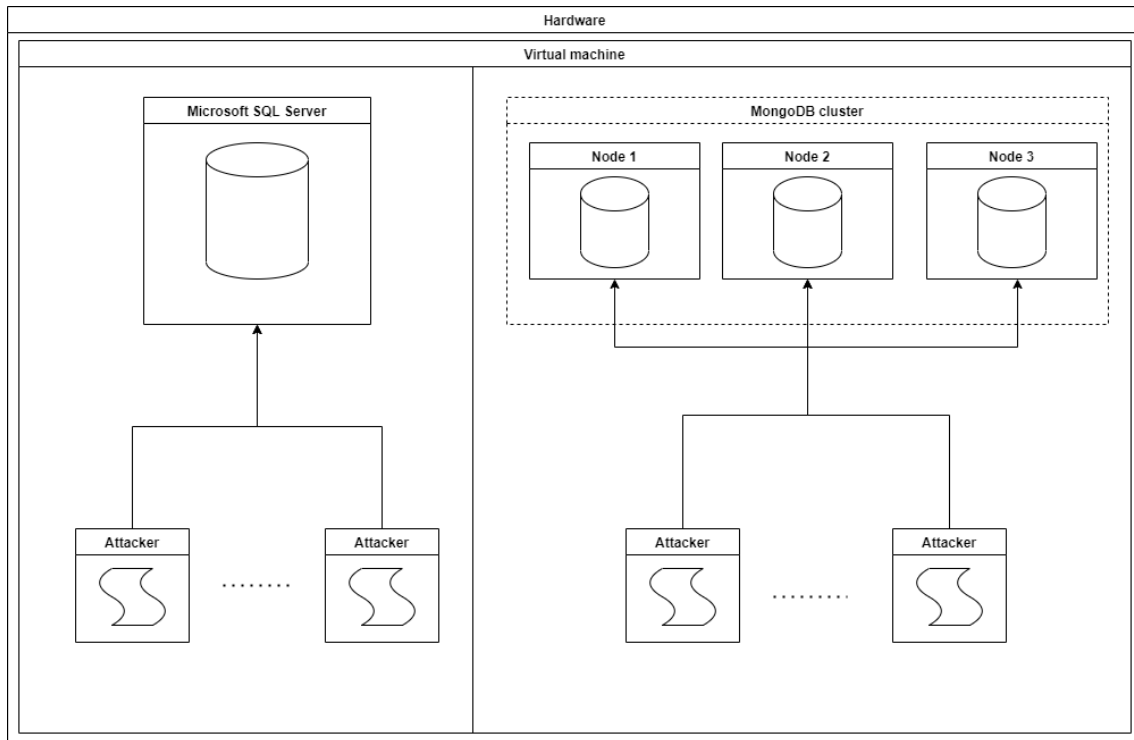 Hardware
Virtual machine
Microsoft SQL Server
MongoDB cluster
Node 1
Node 2
Node 3
Attacker
Attacker
Attacker
Attacker